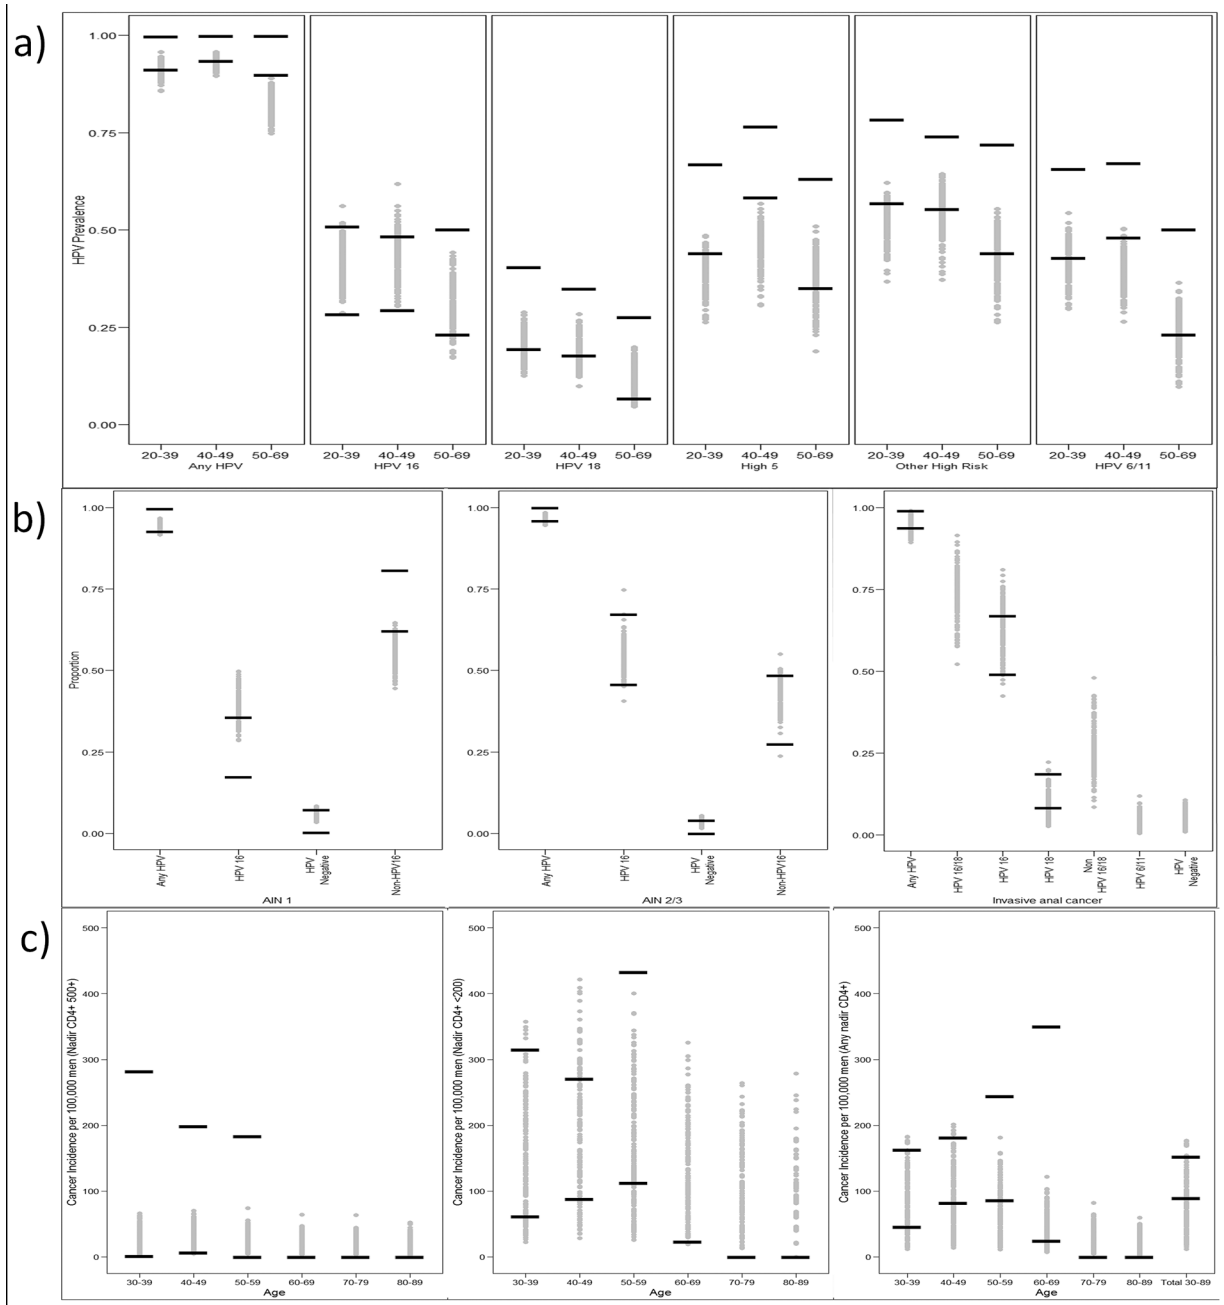 a)
HPV Prevalence
1.00
0.75
0.50
0.25
0.00
20-39 40-49 50-69
Any HPV
20-39 40-49 50-69
HPV 16
20-39 40-49 50-69
HPV 18
20-39 40-49 50-69
High 5
20-39 40-49 50-69
Other High Risk
20-39 40-49 50-69
HPV 6/11
b)
Proportion
1.00
0.75
0.50
0.25
0.00
Any HPV
HPV 16
HPV
Negative
Non-HPV16
AIN 1
1.00
0.75
0.50
0.25
0.00
Any HPV
HPV 16
HPV
Negative
Non-HPV16
AIN 2/3
1.00
0.75
0.50
0.25
0.00
Any HPV
HPV 16/18
HPV 16
HPV 18
Non
HPV 16/18
HPV 6/11
HPV
Negative
Invasive anal cancer
c)
Cancer Incidence per 100,000 men (Nadir CD4+ 500+)
500
400
300
200
100
0
30-39 40-49 50-59 60-69 70-79 80-89
Age
Cancer Incidence per 100,000 men (Nadir CD4+ <200)
500
400
300
200
100
0
30-39 40-49 50-59 60-69 70-79 80-89
Age
Cancer Incidence per 100,000 men (Any nadir CD4+)
500
400
300
200
100
0
30-39 40-49 50-59 60-69 70-79 80-89 Total 30-89
Age